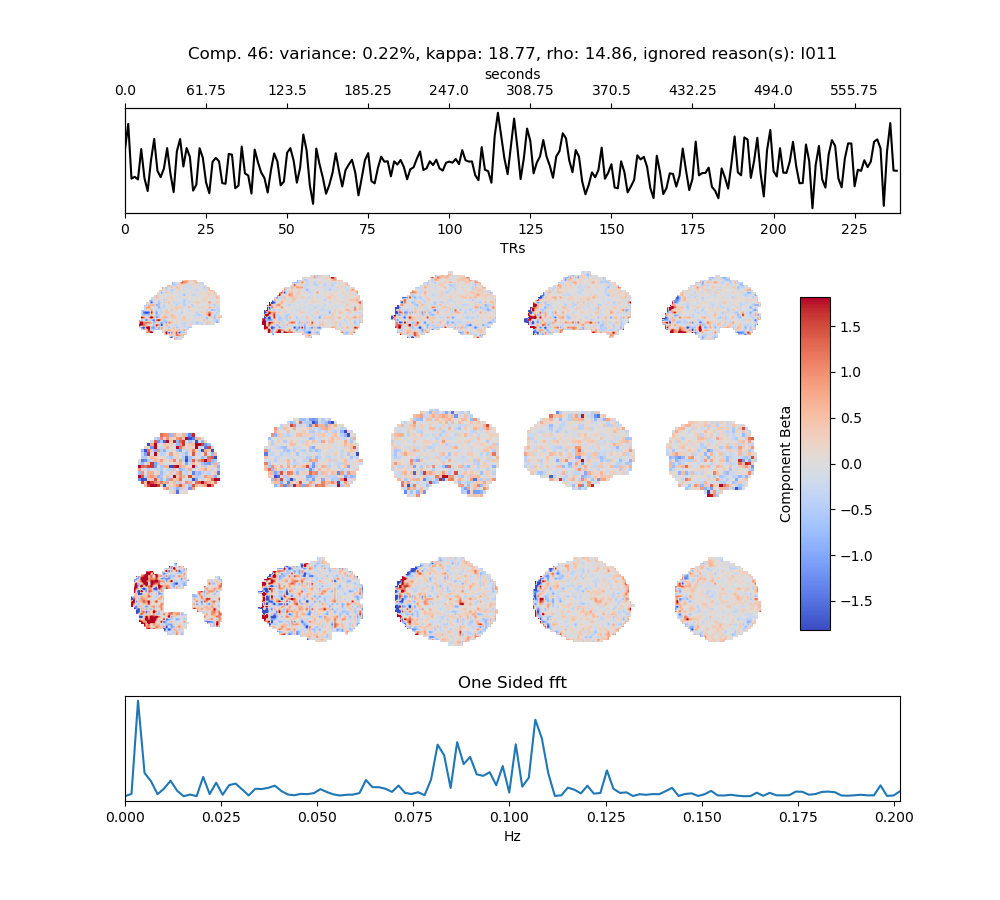 Comp. 46: variance: 0.22%, kappa: 18.77, rho: 14.86, ignored reason(s): I011
seconds
0.0 61.75 123.5 185.25 247.0 308.75 370.5 432.25 494.0 555.75
0 25 50 75 100 125 150 175 200 225
TRs
1.5
1.0
0.5
0.0
−0.5
−1.0
−1.5
Component Beta
One Sided fft
0.000 0.025 0.050 0.075 0.100 0.125 0.150 0.175 0.200
Hz